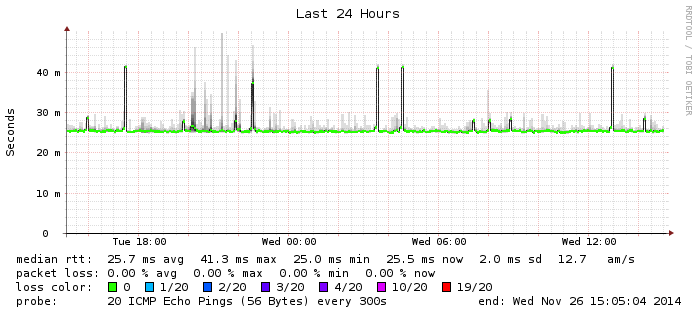 Last 24 Hours
RRDTOOL / TOBI OETIKER
Seconds
40 m
30 m
20 m
10 m
0
Tue 18:00 Wed 00:00 Wed 06:00 Wed 12:00
median rtt: 25.7 ms avg 41.3 ms max 25.0 ms min 25.5 ms now 2.0 ms sd 12.7 am/s
packet loss: 0.00 % avg 0.00 % max 0.00 % min 0.00 % now
loss color: 0 1/20 2/20 3/20 4/20 10/20 19/20
probe: 20 ICMP Echo Pings (56 Bytes) every 300s end: Wed Nov 26 15:05:04 2014